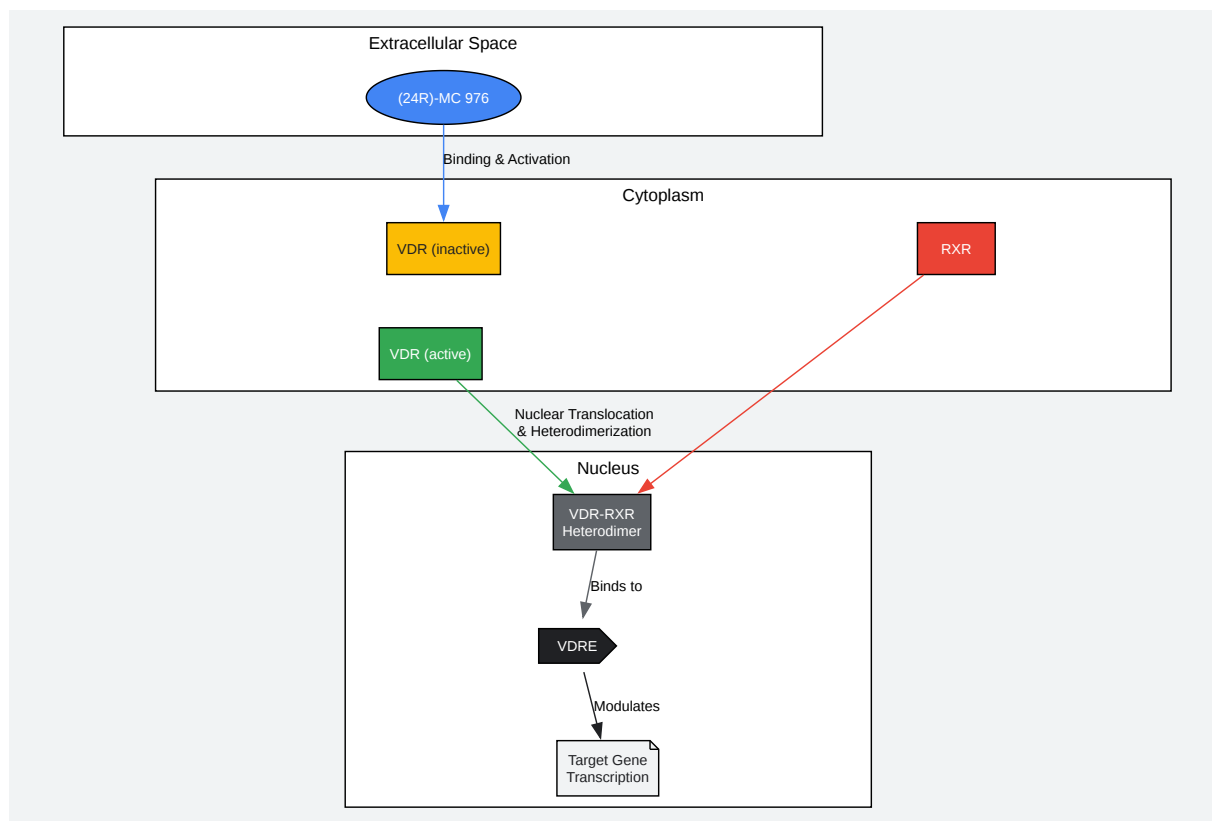 Extracellular Space
(24R)-MC 976
Binding & Activation
Cytoplasm
VDR (inactive)
RXR
VDR (active)
Nuclear Translocation
& Heterodimerization
Nucleus
VDR-RXR
Heterodimer
Binds to
VDRE
Modulates
Target Gene
Transcription